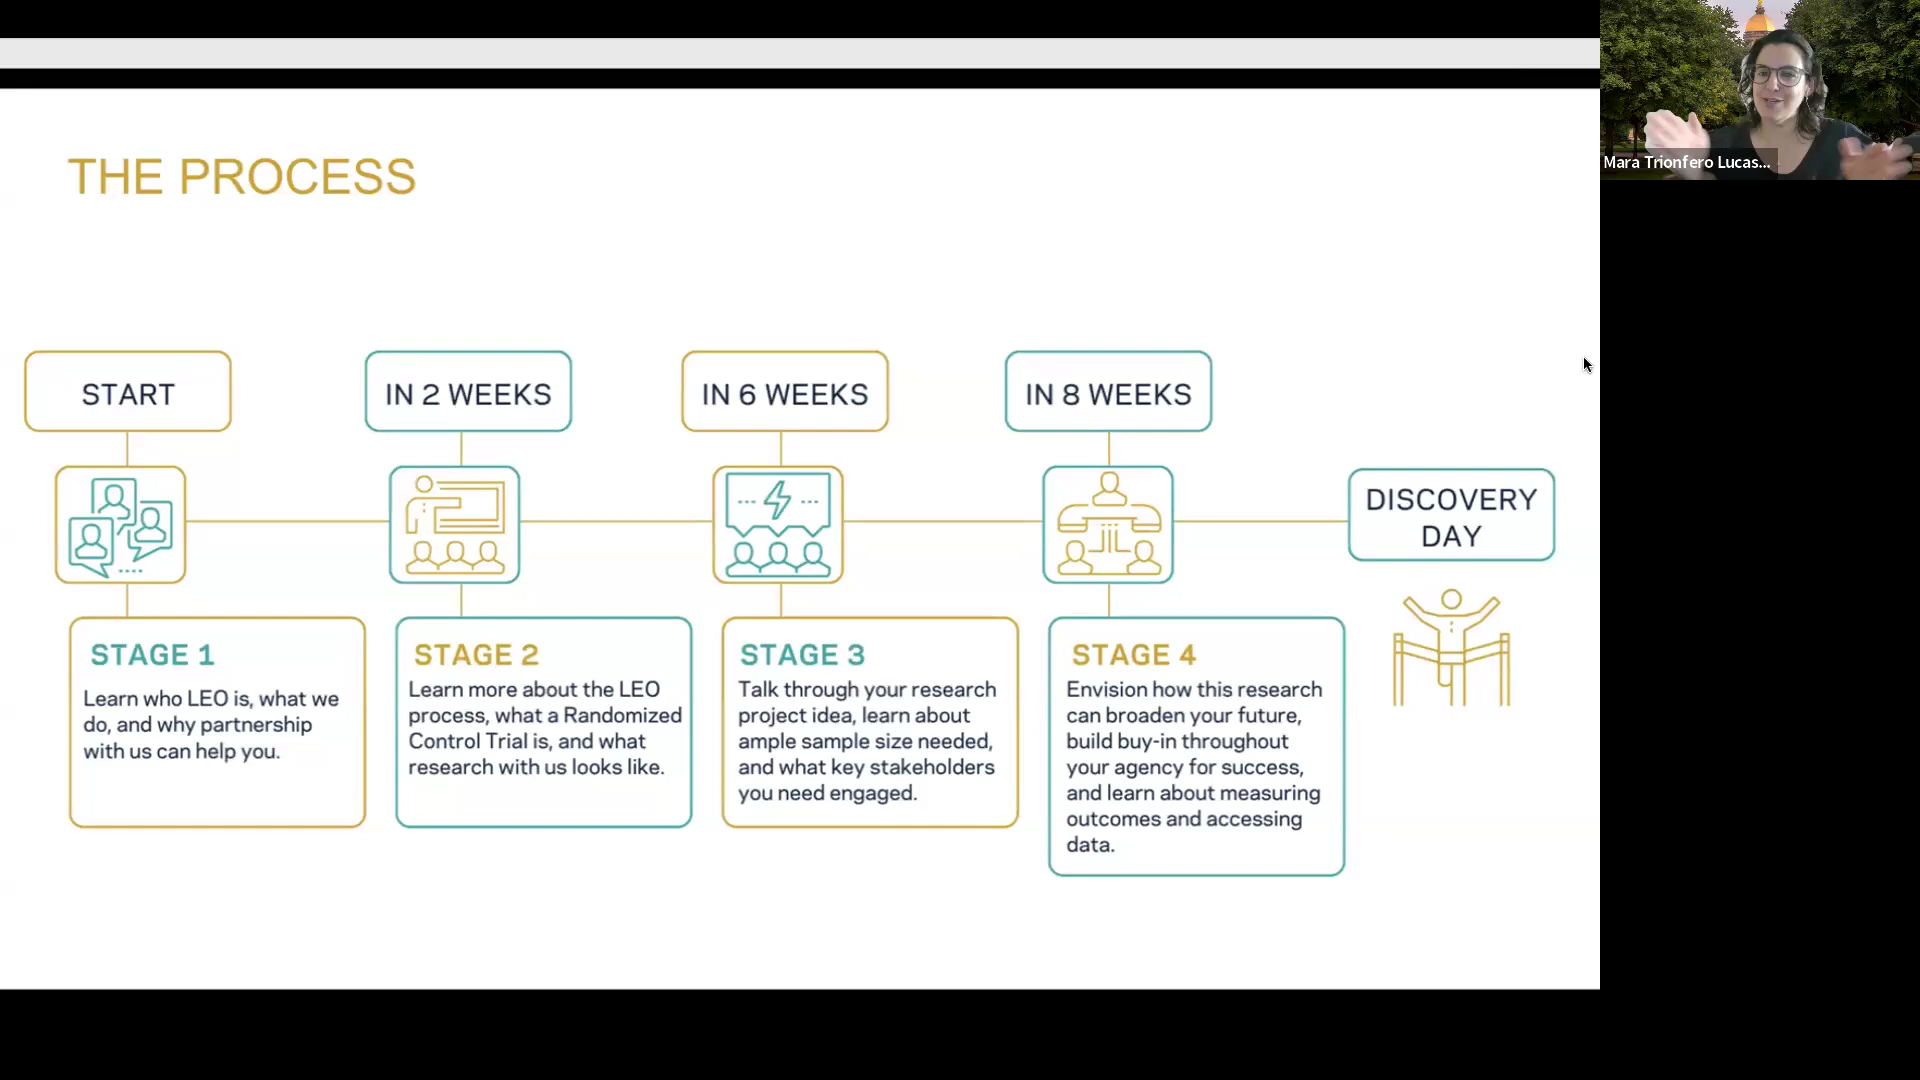 Mara Trionfero Lucas...
THE PROCESS
START
IN 2 WEEKS
IN 6 WEEKS
IN 8 WEEKS
DISCOVERY
DAY
STAGE 1
Learn who LEO is, what we
do, and why partnership
with us can help you.
STAGE 2
Learn more about the LEO
process, what a Randomized
Control Trial is, and what
research with us looks like.
STAGE 3
Talk through your research
project idea, learn about
ample sample size needed,
and what key stakeholders
you need engaged.
STAGE 4
Envision how this research
can broaden your future,
build buy-in throughout
your agency for success,
and learn about measuring
outcomes and accessing
data.